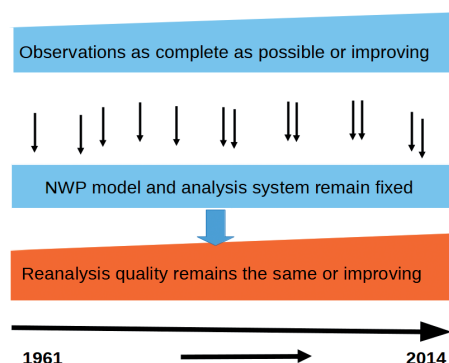 Observations as complete as possible or improving
NWP model and analysis system remain fixed
Reanalysis quality remains the same or improving
1961 2014